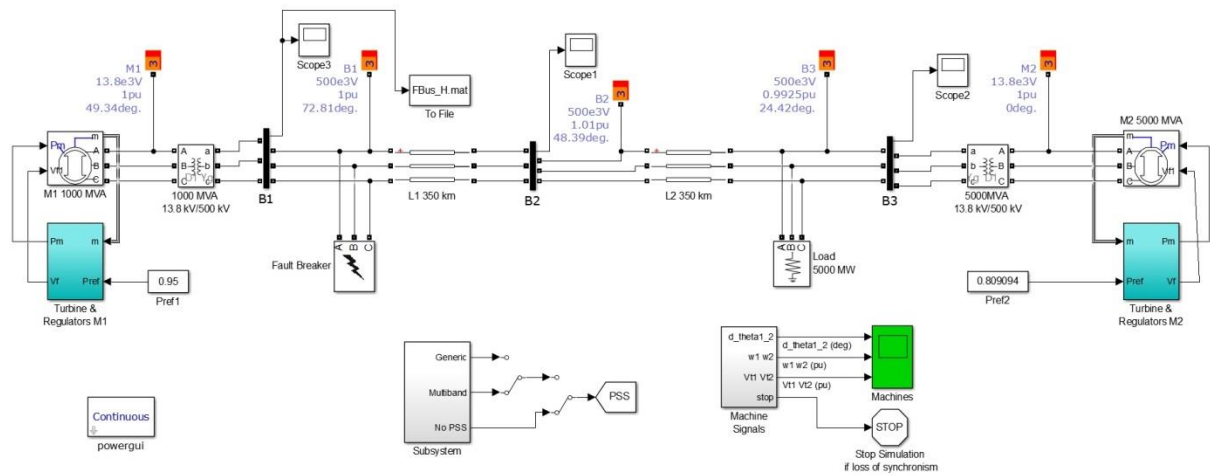 M1
13.8e3V
1pu
49.34deg.
Scope3
B1
500e3V
1pu
72.81deg.
FBus_H.mat
To File
Scope1
B2
500e3V
1.01pu
48.39deg.
B3
500e3V
0.9925pu
24.42deg.
Scope2
M2
13.8e3V
1pu
0deg.
Pm
m
A
B
C
Vf1
M1 1000 MVA
A
B
C
a
b
c
1000 MVA
13.8 kV/500 kV
B1
L1 350 km
B2
L2 350 km
B3
a
b
c
A
B
C
5000MVA
13.8 kV/500 kV
M2 5000 MVA
m
Pm
A
B
C
Vf1
Pm
m
Vf
Pref
Turbine &
Regulators M1
0.95
Pref1
Fault Breaker
A
B
C
A
B
C
Load
5000 MW
0.809094
Pref2
m
Pm
Pref
Vf
Turbine &
Regulators M2
Continuous
powergui
Generic
Multiband
No PSS
Subsystem
PSS
d_theta1_2
w1 w2
Vt1 Vt2
stop
Machine
Signals
d_theta1_2 (deg)
w1 w2 (pu)
Vt1 Vt2 (pu)
Machines
STOP
Stop Simulation
if loss of synchronism